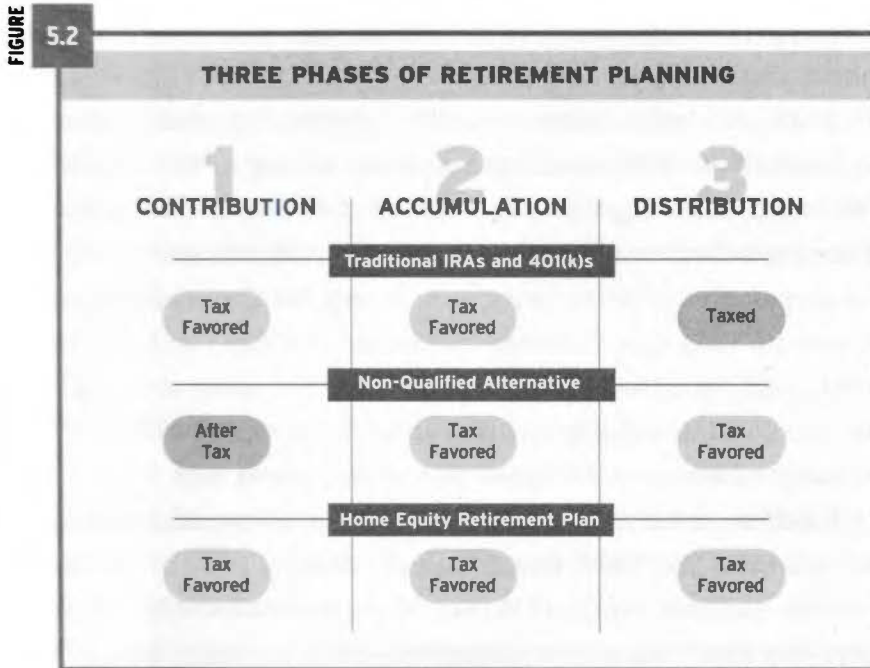 FIGURE
5.2
THREE PHASES OF RETIREMENT PLANNING
1
2
3
CONTRIBUTION
ACCUMULATION
DISTRIBUTION
Traditional IRAs and 401(k)s
Tax
Favored
Tax
Favored
Taxed
Non-Qualified Alternative
After
Tax
Tax
Favored
Tax
Favored
Home Equity Retirement Plan
Tax
Favored
Tax
Favored
Tax
Favored